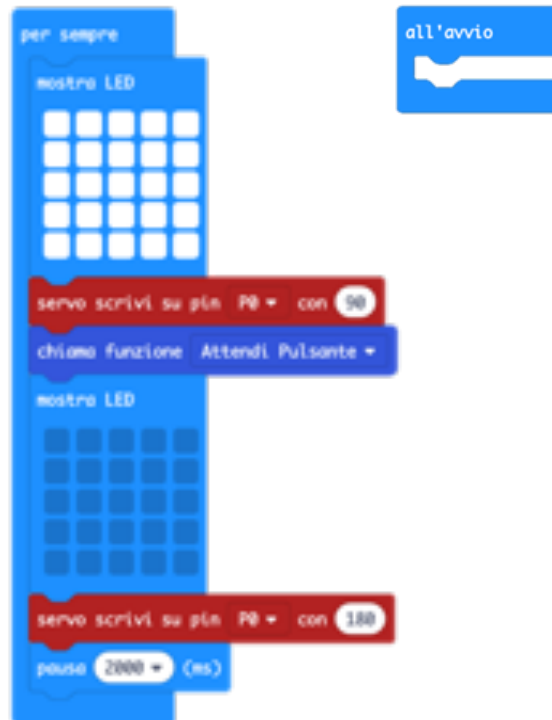 per sempre
mostra LED
servo scrivi su pin P0 con 90
chiama funzione Attendi Pulsante
mostra LED
servo scrivi su pin P0 con 180
pausa 2000 (ms)
all'avvio